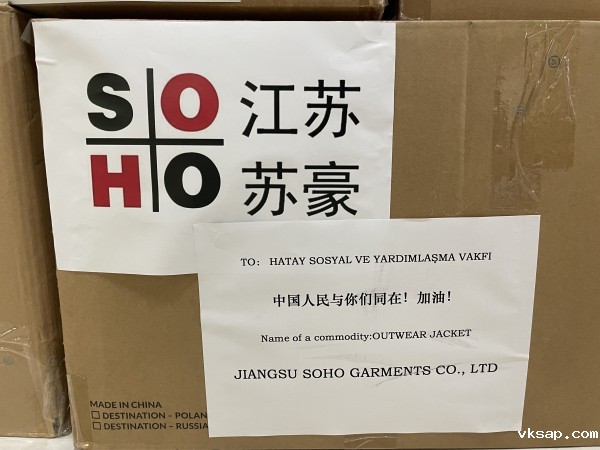 SO 江苏
HO 苏豪
TO: HATAY SOSYAL VE YARDIMLAŞMA VAKFI
中国人民与你们同在！加油！
Name of a commodity:OUTWEAR JACKET
JIANGSU SOHO GARMENTS CO., LTD
MADE IN CHINA
☐ DESTINATION – POLAN
☐ DESTINATION – RUSSIA
vksap.com